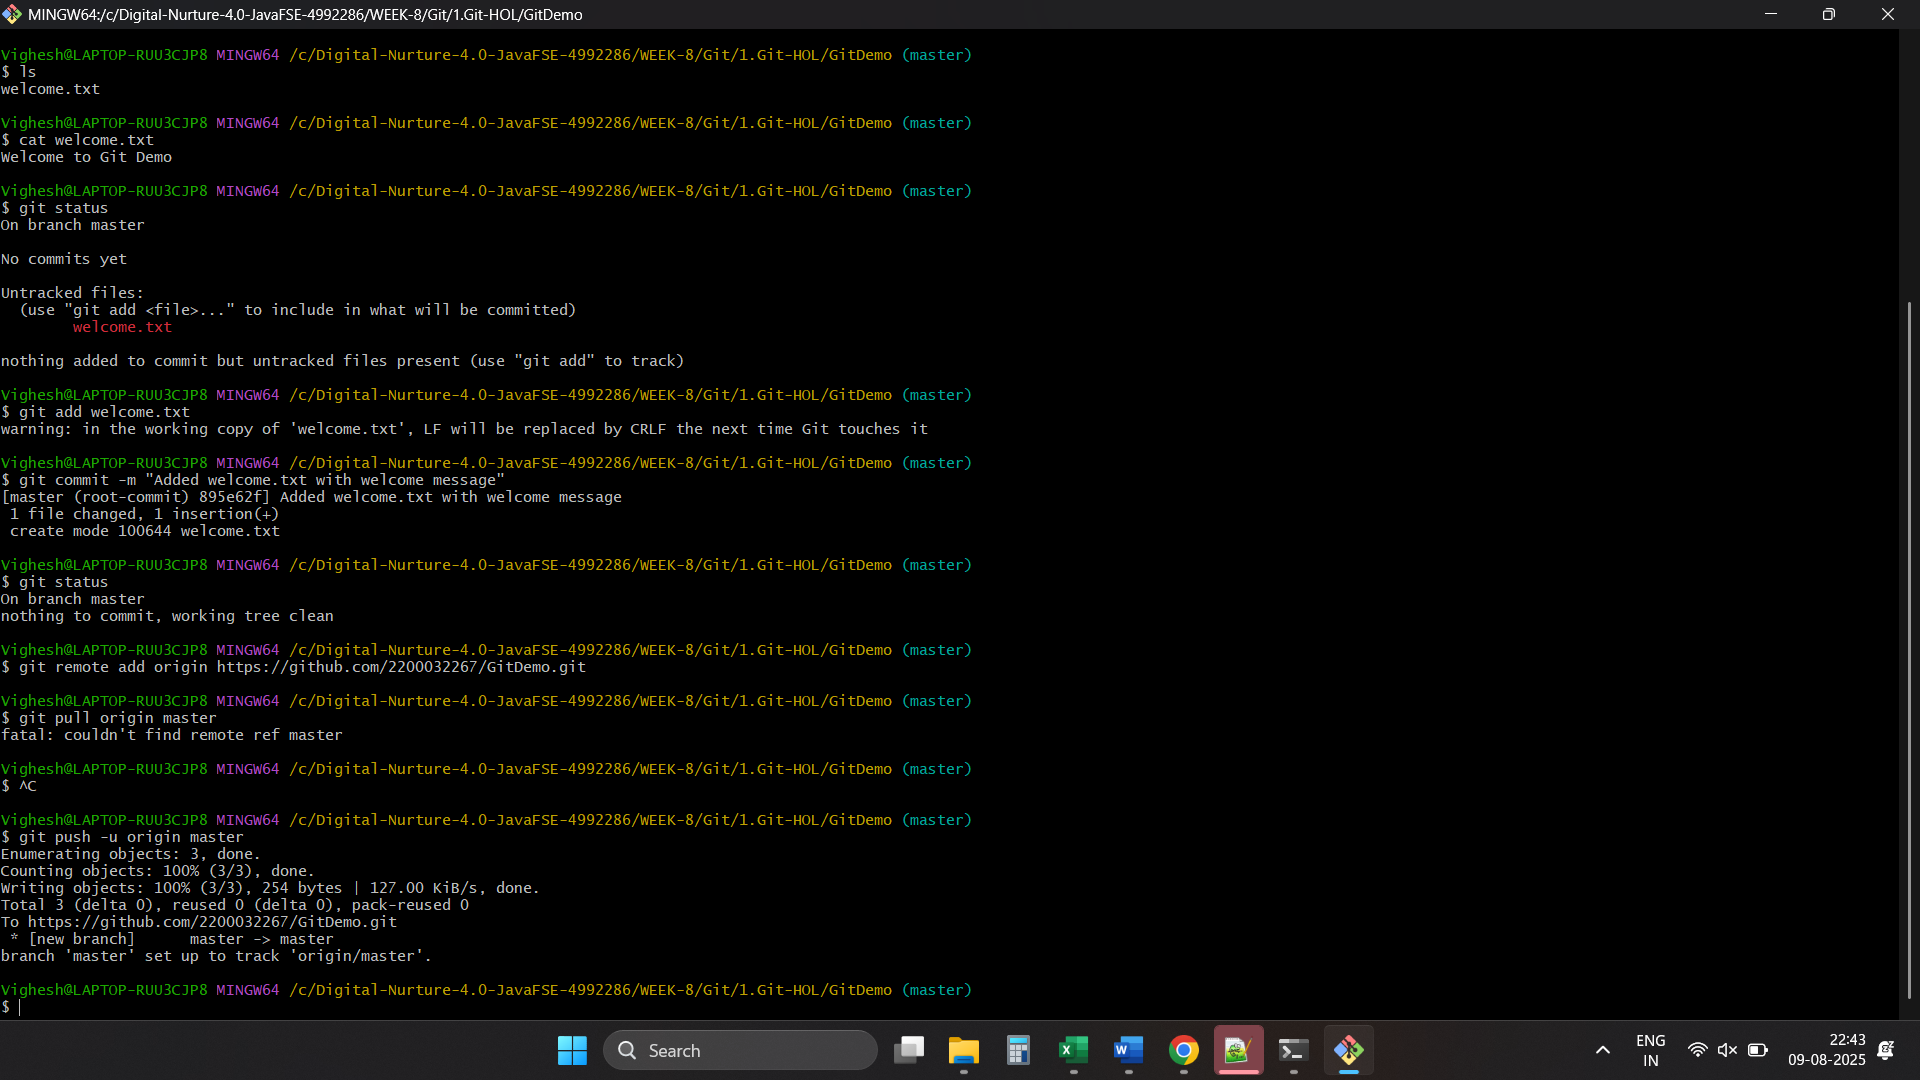 MINGW64:/c/Digital-Nurture-4.0-JavaFSE-4992286/WEEK-8/Git/1.Git-HOL/GitDemo
Vighesh@LAPTOP-RUU3CJP8 MINGW64 /c/Digital-Nurture-4.0-JavaFSE-4992286/WEEK-8/Git/1.Git-HOL/GitDemo (master)
$ ls
welcome.txt
Vighesh@LAPTOP-RUU3CJP8 MINGW64 /c/Digital-Nurture-4.0-JavaFSE-4992286/WEEK-8/Git/1.Git-HOL/GitDemo (master)
$ cat welcome.txt
Welcome to Git Demo
Vighesh@LAPTOP-RUU3CJP8 MINGW64 /c/Digital-Nurture-4.0-JavaFSE-4992286/WEEK-8/Git/1.Git-HOL/GitDemo (master)
$ git status
On branch master
No commits yet
Untracked files:
  (use "git add <file>..." to include in what will be committed)
        welcome.txt
nothing added to commit but untracked files present (use "git add" to track)
Vighesh@LAPTOP-RUU3CJP8 MINGW64 /c/Digital-Nurture-4.0-JavaFSE-4992286/WEEK-8/Git/1.Git-HOL/GitDemo (master)
$ git add welcome.txt
warning: in the working copy of 'welcome.txt', LF will be replaced by CRLF the next time Git touches it
Vighesh@LAPTOP-RUU3CJP8 MINGW64 /c/Digital-Nurture-4.0-JavaFSE-4992286/WEEK-8/Git/1.Git-HOL/GitDemo (master)
$ git commit -m "Added welcome.txt with welcome message"
[master (root-commit) 895e62f] Added welcome.txt with welcome message
 1 file changed, 1 insertion(+)
 create mode 100644 welcome.txt
Vighesh@LAPTOP-RUU3CJP8 MINGW64 /c/Digital-Nurture-4.0-JavaFSE-4992286/WEEK-8/Git/1.Git-HOL/GitDemo (master)
$ git status
On branch master
nothing to commit, working tree clean
Vighesh@LAPTOP-RUU3CJP8 MINGW64 /c/Digital-Nurture-4.0-JavaFSE-4992286/WEEK-8/Git/1.Git-HOL/GitDemo (master)
$ git remote add origin https://github.com/2200032267/GitDemo.git
Vighesh@LAPTOP-RUU3CJP8 MINGW64 /c/Digital-Nurture-4.0-JavaFSE-4992286/WEEK-8/Git/1.Git-HOL/GitDemo (master)
$ git pull origin master
fatal: couldn't find remote ref master
Vighesh@LAPTOP-RUU3CJP8 MINGW64 /c/Digital-Nurture-4.0-JavaFSE-4992286/WEEK-8/Git/1.Git-HOL/GitDemo (master)
$ ^C
Vighesh@LAPTOP-RUU3CJP8 MINGW64 /c/Digital-Nurture-4.0-JavaFSE-4992286/WEEK-8/Git/1.Git-HOL/GitDemo (master)
$ git push -u origin master
Enumerating objects: 3, done.
Counting objects: 100% (3/3), done.
Writing objects: 100% (3/3), 254 bytes | 127.00 KiB/s, done.
Total 3 (delta 0), reused 0 (delta 0), pack-reused 0
To https://github.com/2200032267/GitDemo.git
 * [new branch]      master -> master
branch 'master' set up to track 'origin/master'.
Vighesh@LAPTOP-RUU3CJP8 MINGW64 /c/Digital-Nurture-4.0-JavaFSE-4992286/WEEK-8/Git/1.Git-HOL/GitDemo (master)
$
Search
ENG
IN
22:43
09-08-2025